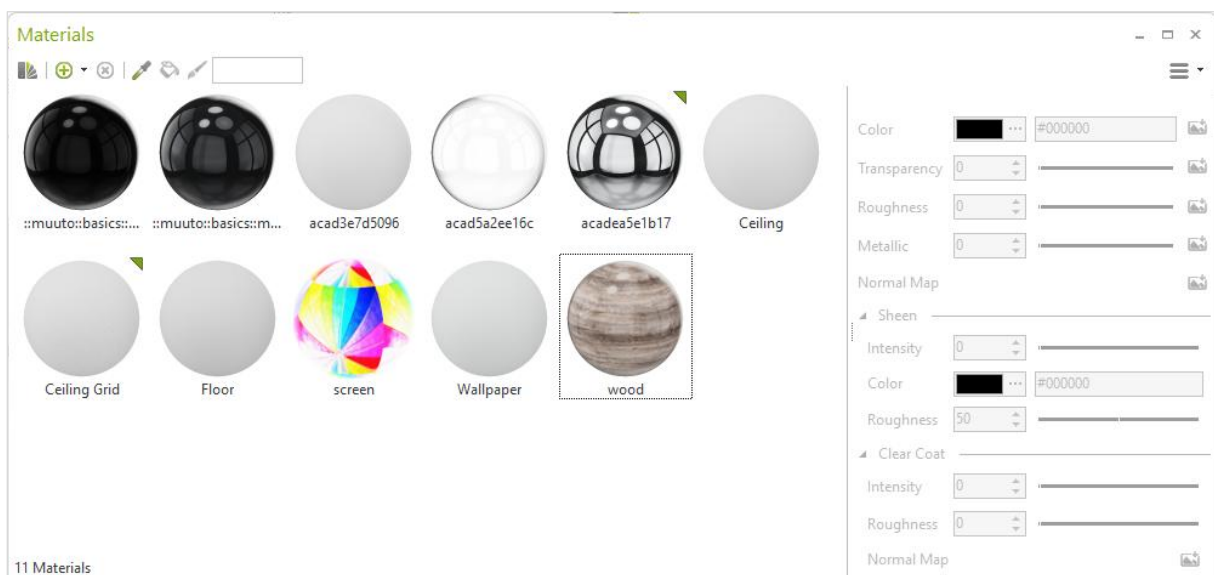 Materials
::muuto::basics::... ::muuto::basics::m... acad3e7d5096 acad5a2ee16c acadea5e1b17 Ceiling
Ceiling Grid Floor screen Wallpaper wood
11 Materials
Color #000000
Transparency 0
Roughness 0
Metallic 0
Normal Map
Sheen
Intensity 0
Color #000000
Roughness 50
Clear Coat
Intensity 0
Roughness 0
Normal Map